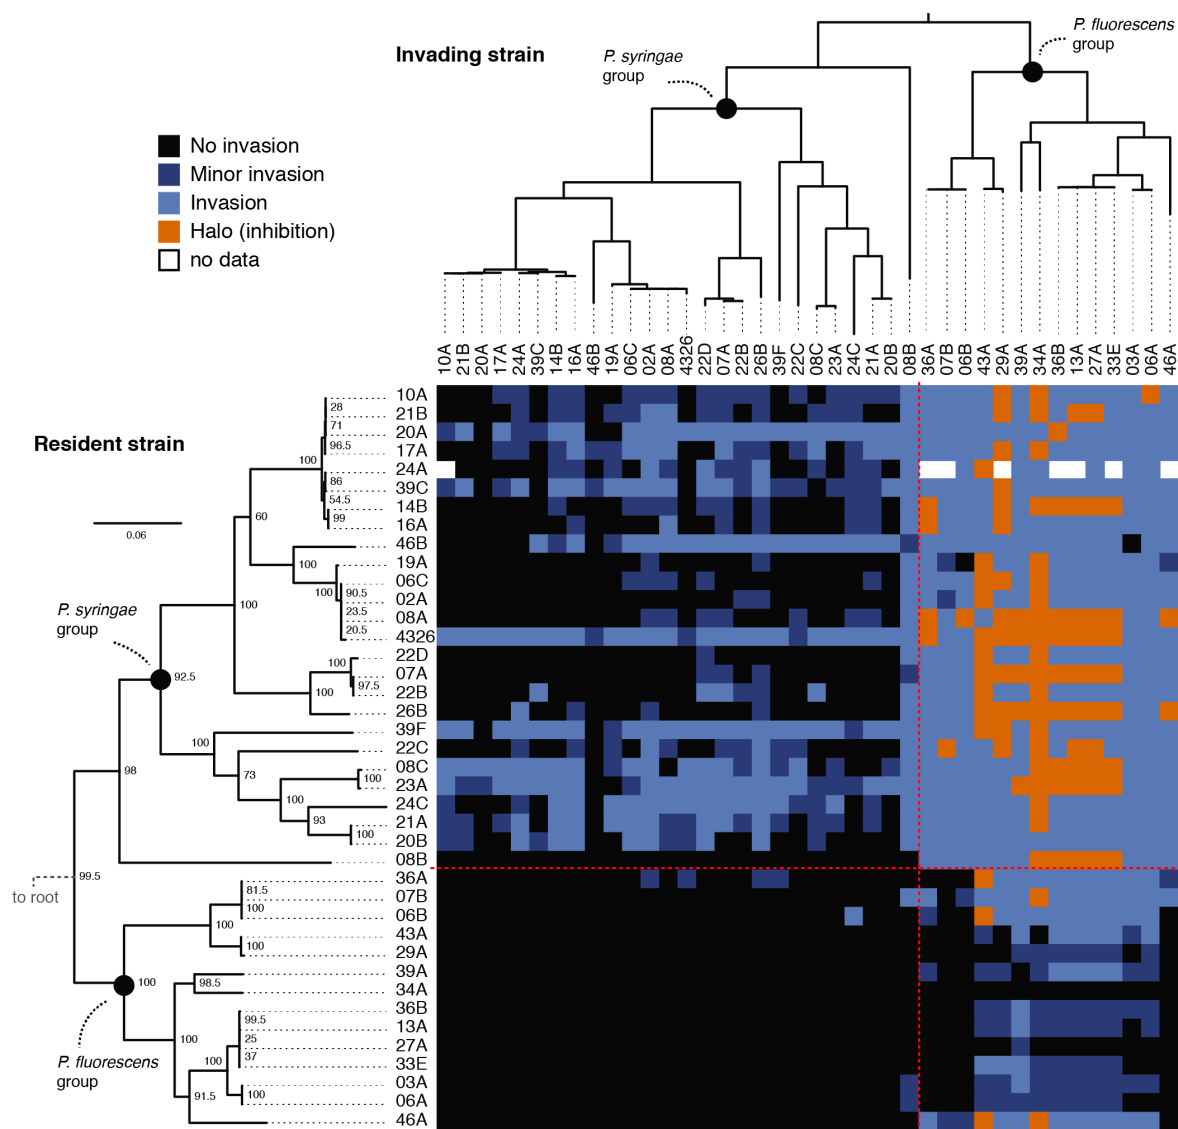 P. fluorescens
group
Invading strain
P. syringae
group
No invasion
Minor invasion
Invasion
Halo (inhibition)
no data
10A 21B 20A 17A 24A 39C 14B 16A 46B 19A 06C 02A 08A 4326 22D 07A 22B 26B 39F 22C 08C 23A 24C 21A 20B 08B 36A 07B 06B 43A 29A 39A 34A 36B 13A 27A 33E 03A 06A 46A
Resident strain
10A
28
21B
71
20A
96.5
17A
100
24A
86
39C
54.5
14B
99
16A
60
0.06
46B
100
19A
100
06C
90.5
02A
23.5
08A
20.5
4326
100
P. syringae
group
92.5
22D
100
07A
97.5
22B
100
26B
39F
100
22C
73
08C
100
23A
100
24C
93
21A
100
20B
98
08B
99.5
to root
36A
81.5
07B
100
06B
100
43A
100
29A
100
39A
98.5
34A
100
36B
99.5
13A
25
27A
37
33E
100
P. fluorescens
group
03A
100
06A
91.5
46A